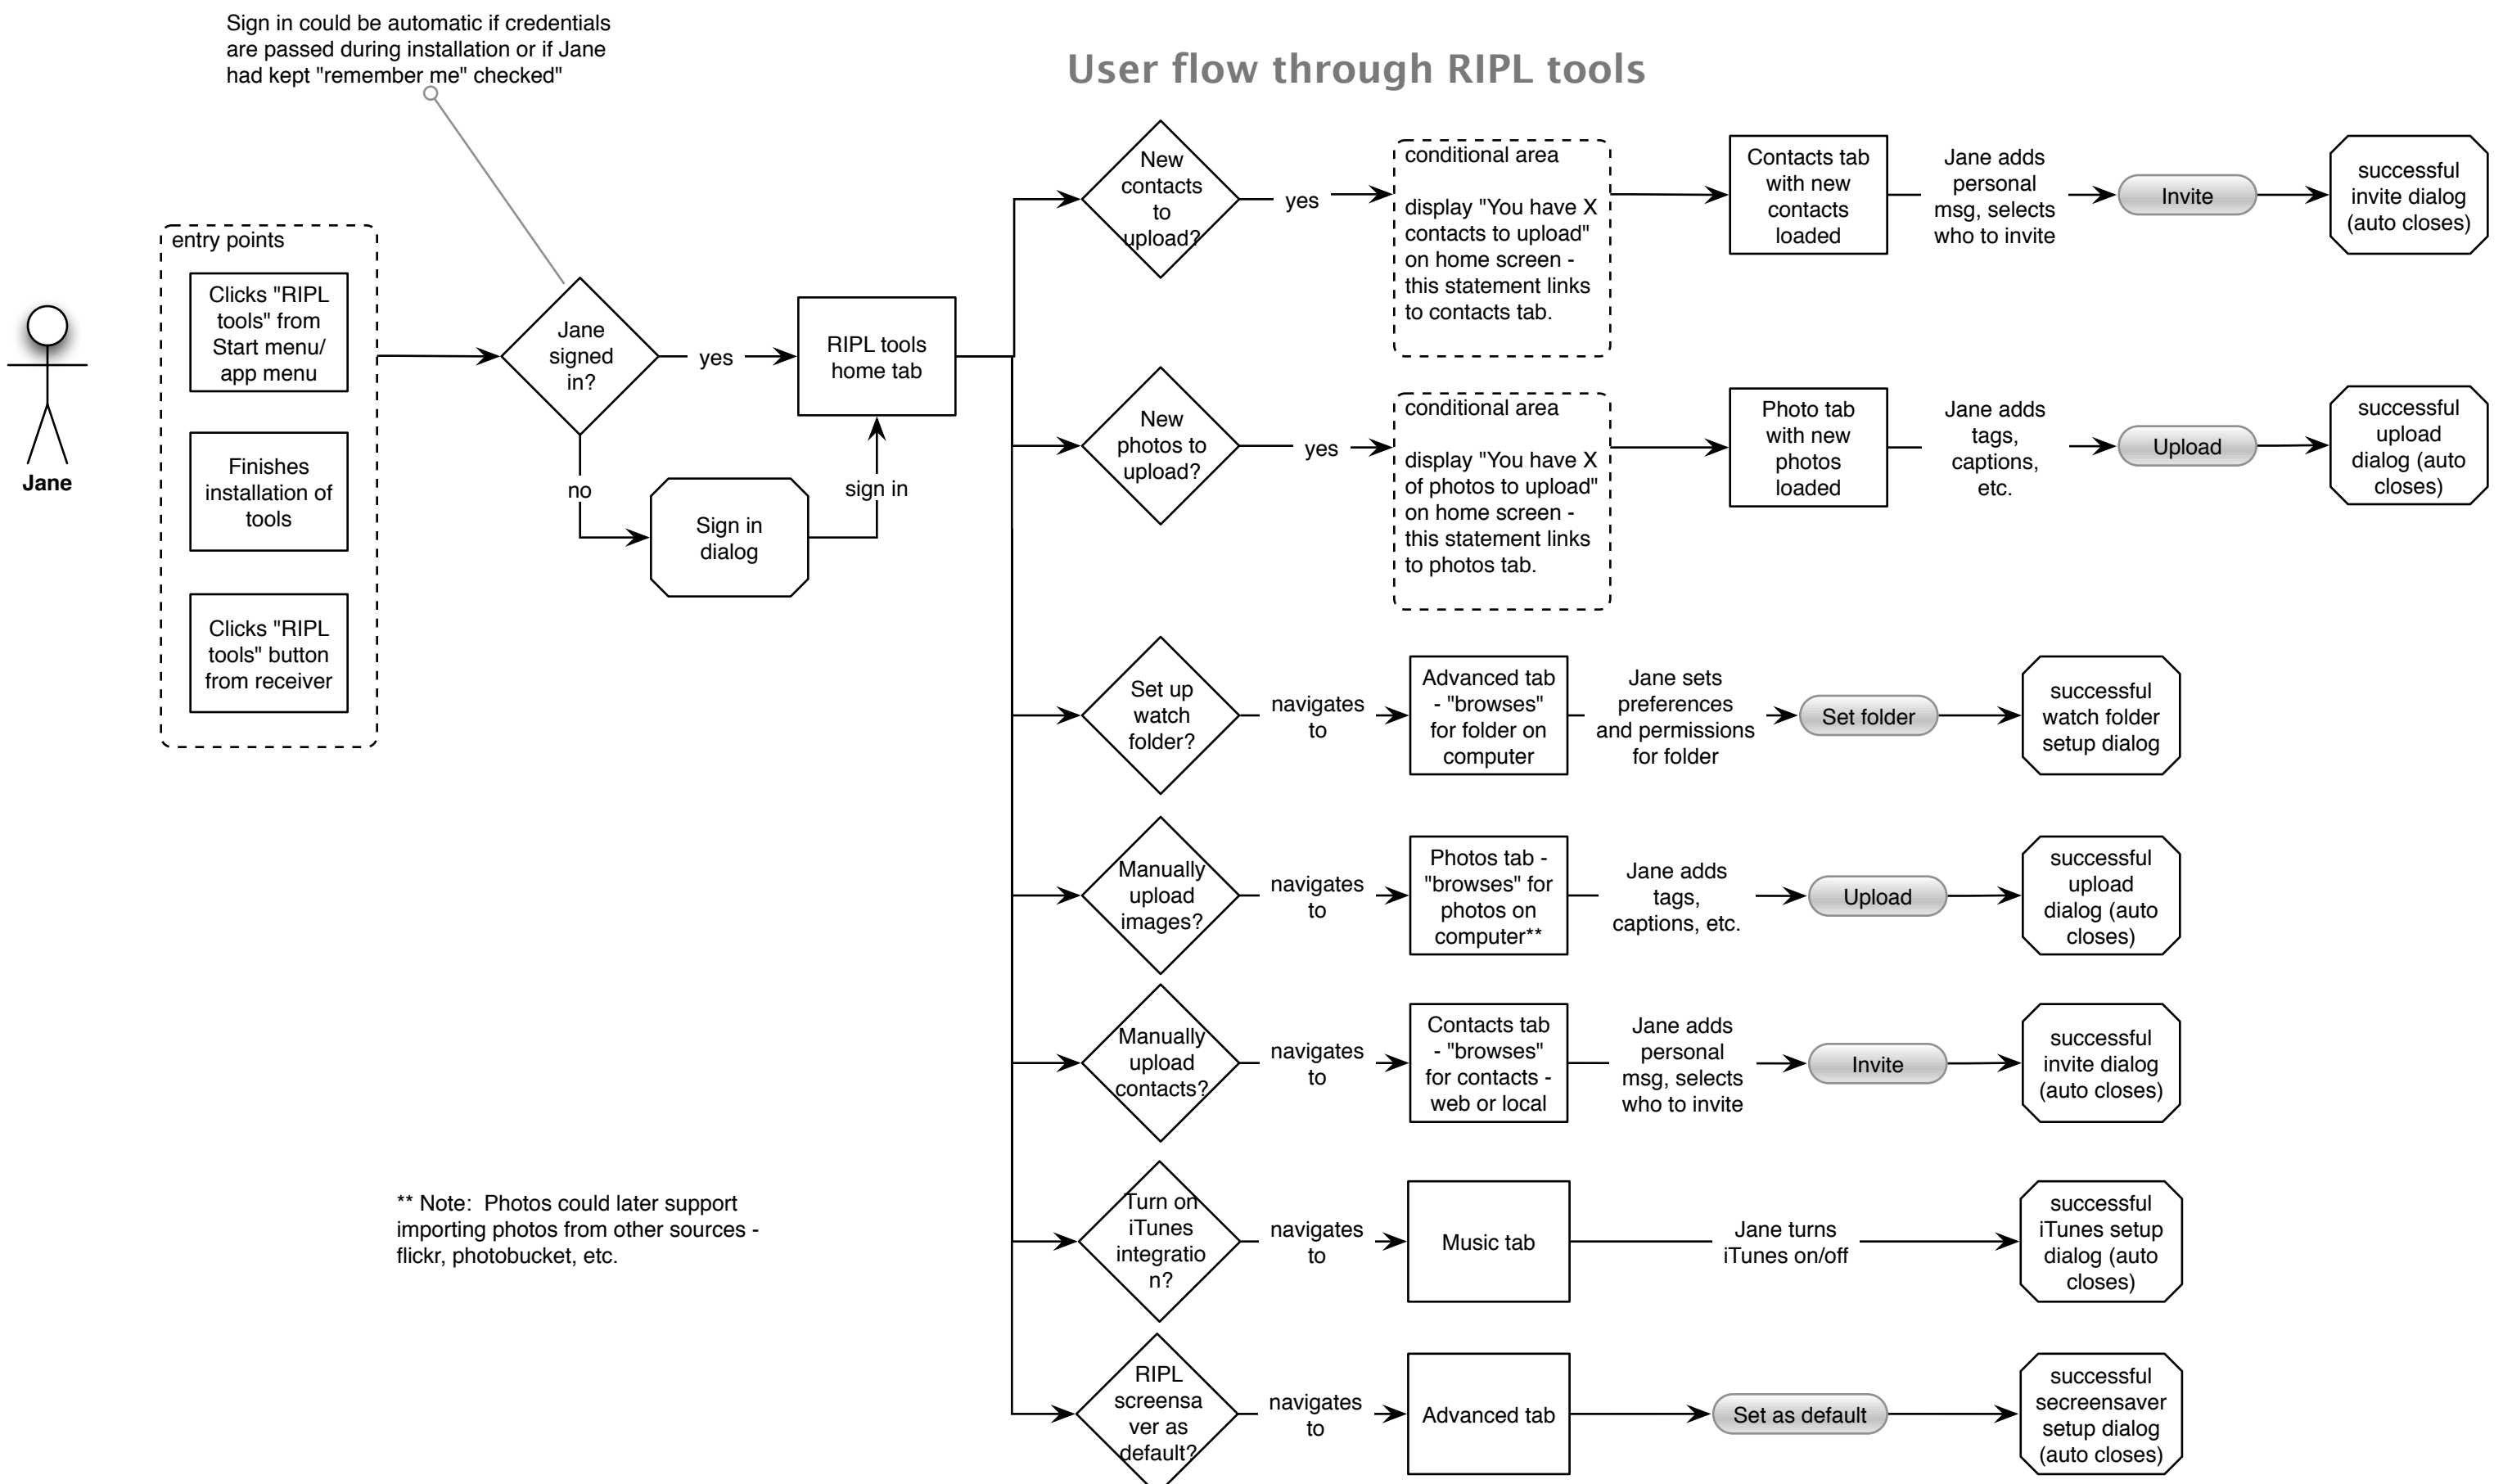 Sign in could be automatic if credentials
are passed during installation or if Jane
had kept "remember me" checked"
User flow through RIPL tools
Jane
entry points
Clicks "RIPL
tools" from
Start menu/
app menu
Finishes
installation of
tools
Clicks "RIPL
tools" button
from receiver
Jane
signed
in?
yes
no
Sign in
dialog
sign in
RIPL tools
home tab
New
contacts
to
upload?
yes
conditional area
display "You have X
contacts to upload"
on home screen -
this statement links
to contacts tab.
Contacts tab
with new
contacts
loaded
Jane adds
personal
msg, selects
who to invite
Invite
successful
invite dialog
(auto closes)
New
photos to
upload?
yes
conditional area
display "You have X
of photos to upload"
on home screen -
this statement links
to photos tab.
Photo tab
with new
photos
loaded
Jane adds
tags,
captions,
etc.
Upload
successful
upload
dialog (auto
closes)
Set up
watch
folder?
navigates
to
Advanced tab
- "browses"
for folder on
computer
Jane sets
preferences
and permissions
for folder
Set folder
successful
watch folder
setup dialog
Manually
upload
images?
navigates
to
Photos tab -
"browses" for
photos on
computer**
Jane adds
tags,
captions, etc.
Upload
successful
upload
dialog (auto
closes)
Manually
upload
contacts?
navigates
to
Contacts tab
- "browses"
for contacts -
web or local
Jane adds
personal
msg, selects
who to invite
Invite
successful
invite dialog
(auto closes)
** Note:  Photos could later support
importing photos from other sources -
flickr, photobucket, etc.
Turn on
iTunes
integratio
n?
navigates
to
Music tab
Jane turns
iTunes on/off
successful
iTunes setup
dialog (auto
closes)
RIPL
screensa
ver as
default?
navigates
to
Advanced tab
Set as default
successful
secreensaver
setup dialog
(auto closes)